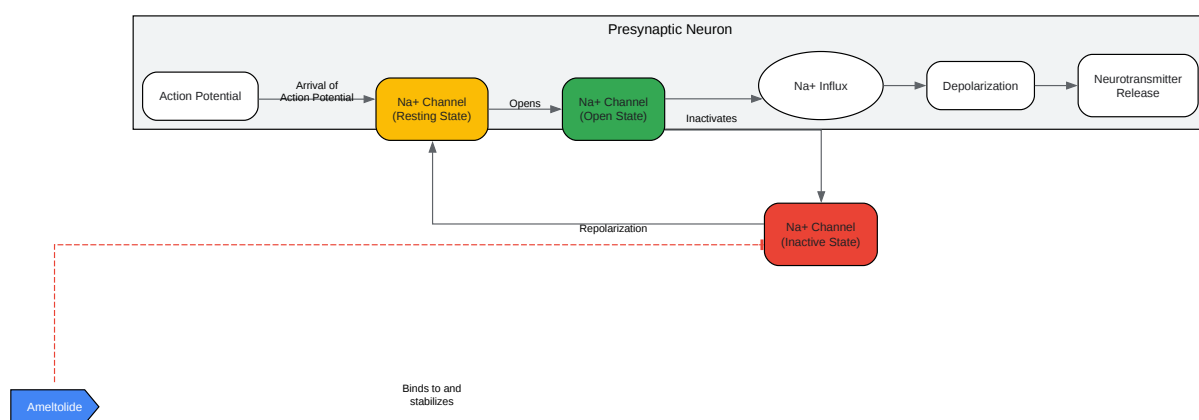 Presynaptic Neuron
Action Potential
Arrival of
Action Potential
Na+ Channel
(Resting State)
Opens
Na+ Channel
(Open State)
Inactivates
Na+ Influx
Depolarization
Neurotransmitter
Release
Na+ Channel
(Inactive State)
Repolarization
Binds to and
stabilizes
Ameltolide